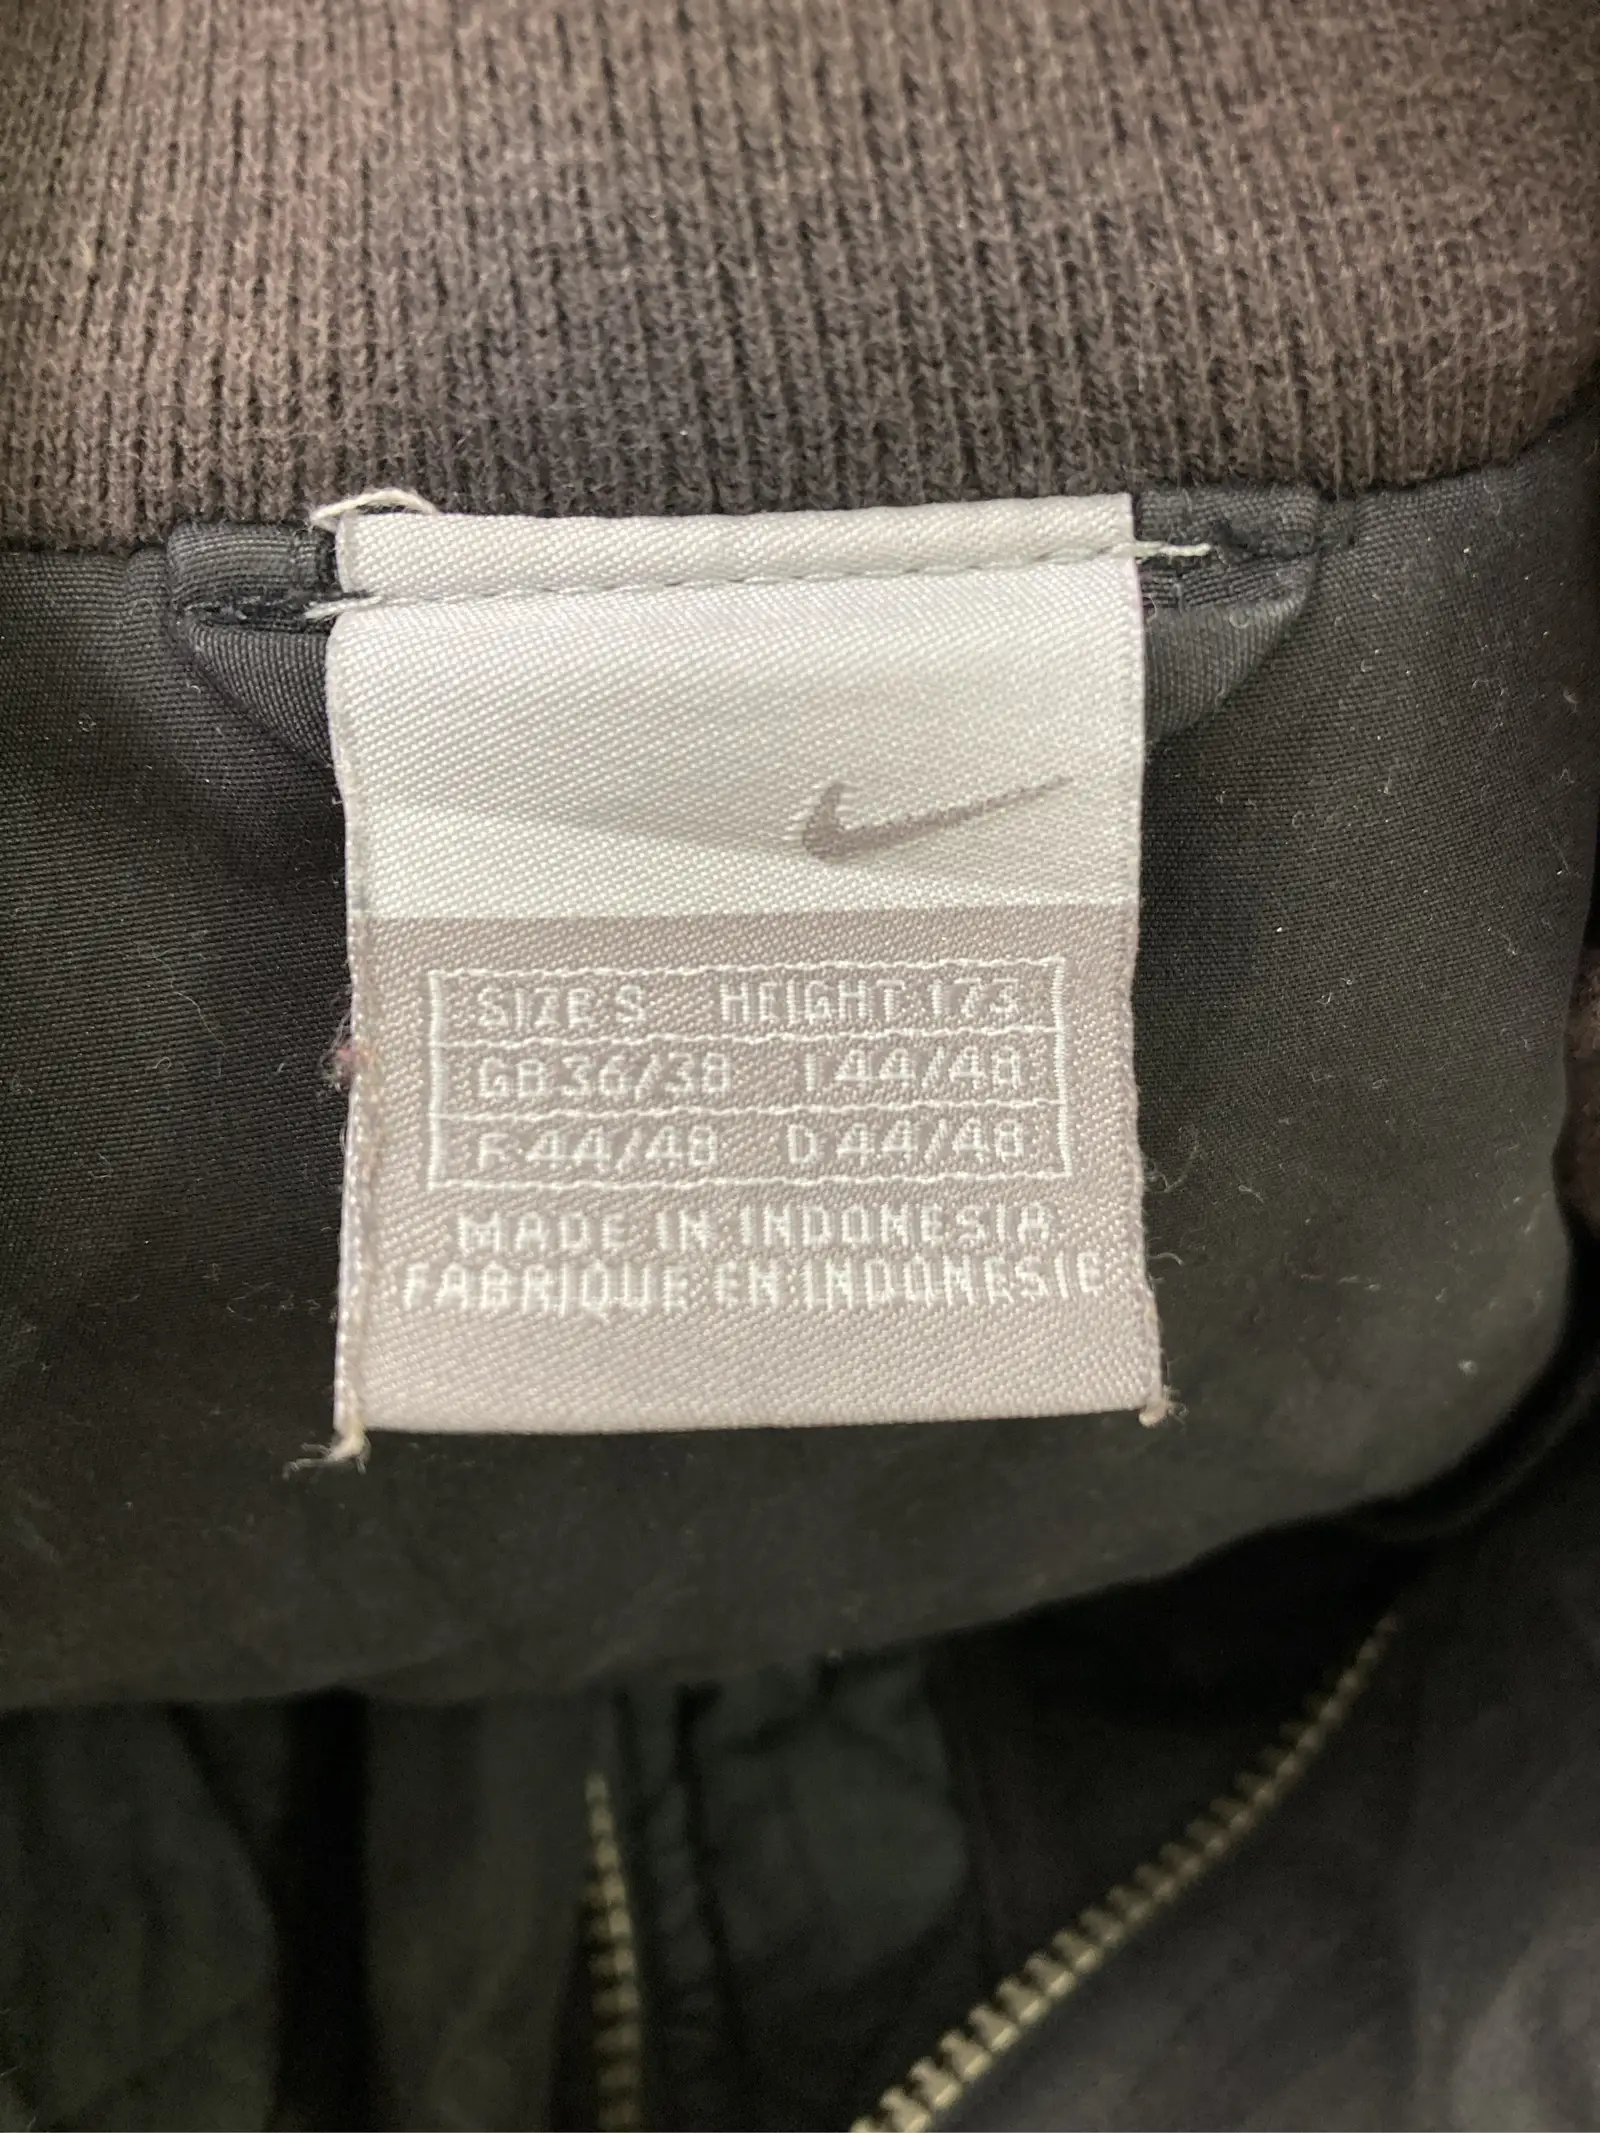 SIZE S HEIGHT 173
GB 36/38 I 44/48
F 44/48 D 44/48
MADE IN INDONESIA
FABRIQUE EN INDONESIE